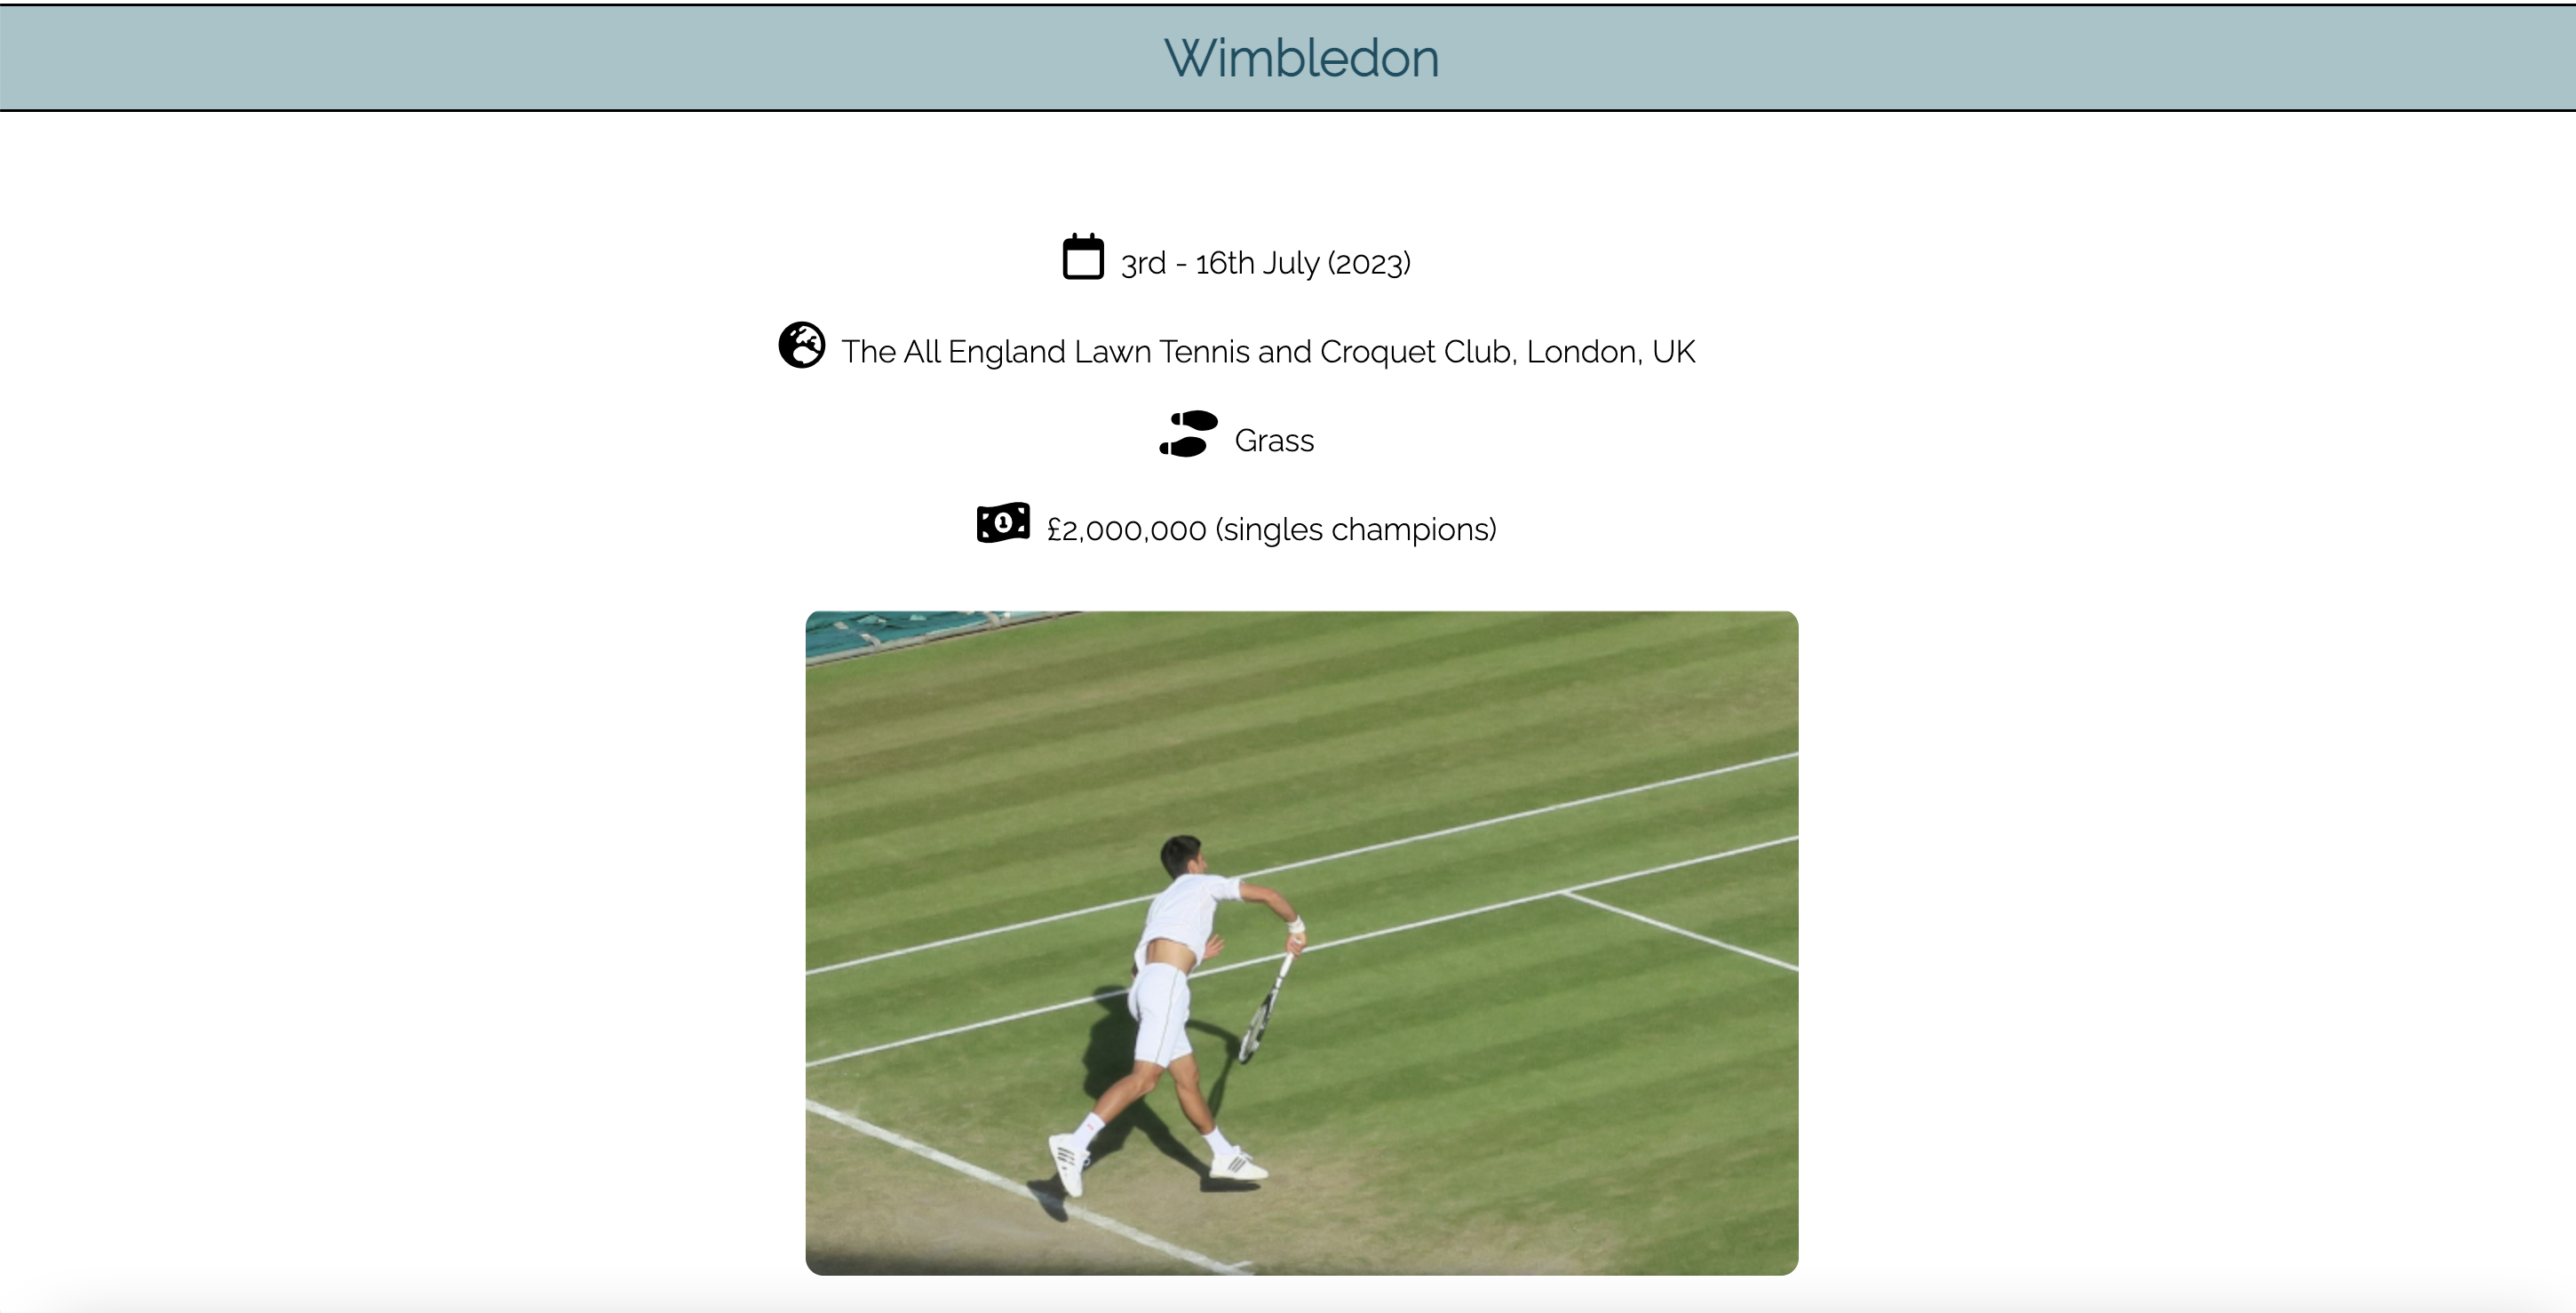 Wimbledon
3rd - 16th July (2023)
The All England Lawn Tennis and Croquet Club, London, UK
Grass
1
£2,000,000 (singles champions)